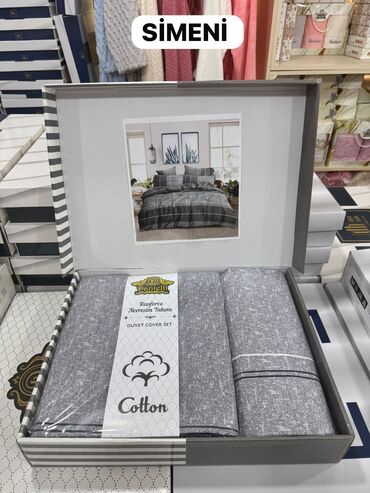 SİMENİ
Ranforce
Nevresim Takımı
DUVET COVER SET
Cotton